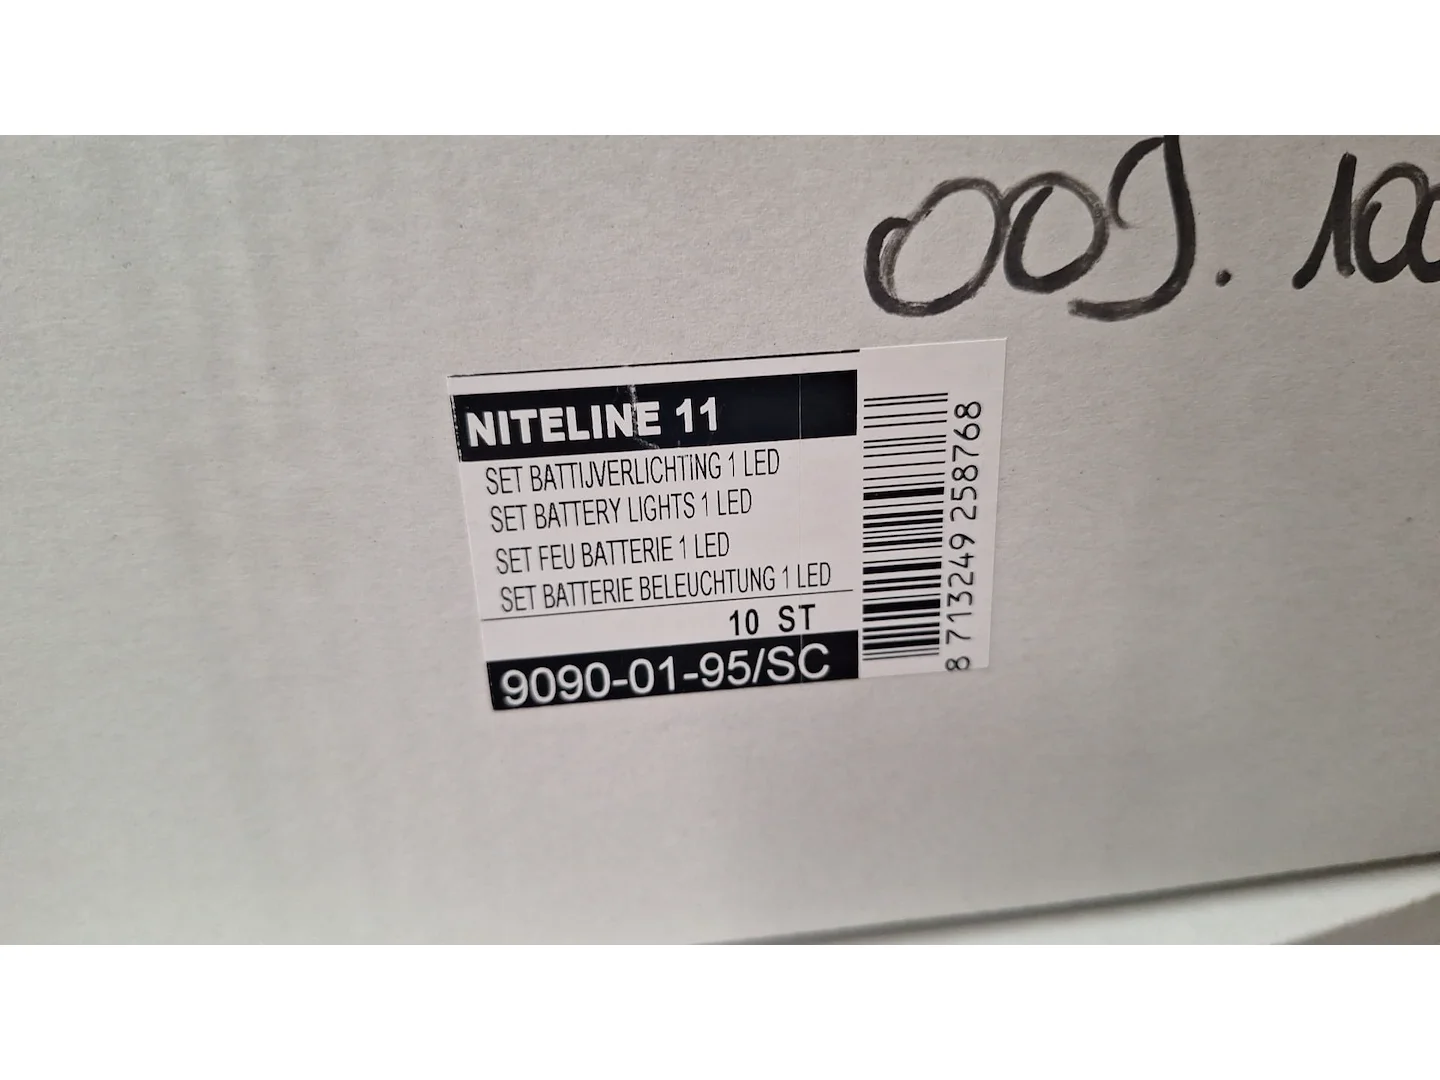 NITELINE 11
SET BATTIJVERLICHTING 1 LED
SET BATTERY LIGHTS 1 LED
SET FEU BATTERIE 1 LED
SET BATTERIE BELEUCHTUNG 1 LED
10 ST
9090-01-95/SC
8 713249 258768